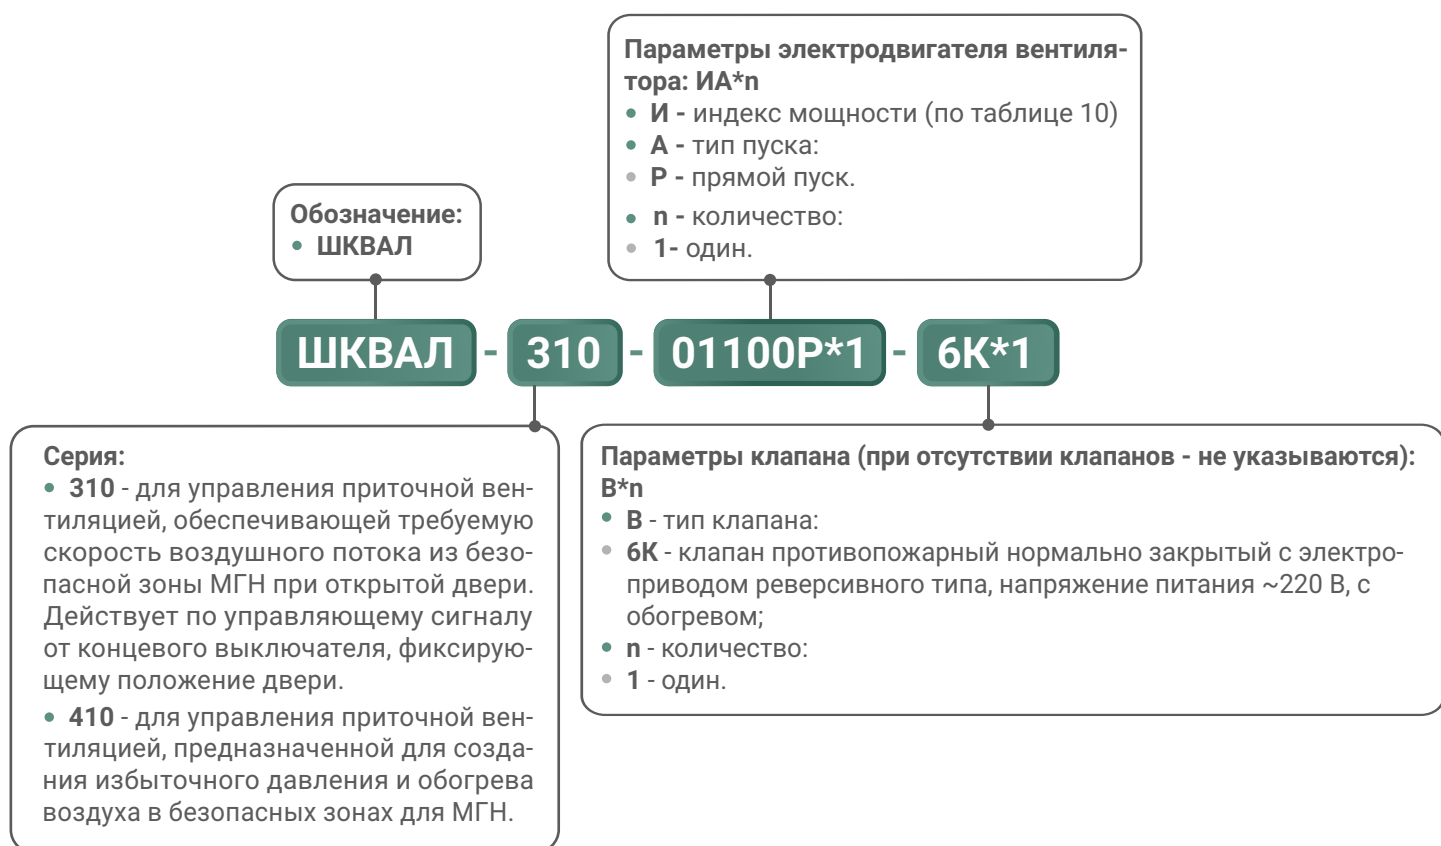 Параметры электродвигателя вентиля-
тора: ИА*n
• И - индекс мощности (по таблице 10)
• А - тип пуска:
• Р - прямой пуск.
• n - количество:
• 1- один.
Обозначение:
• ШКВАЛ
ШКВАЛ - 310 - 01100Р*1 - 6К*1
Серия:
• 310 - для управления приточной вен-
тиляцией, обеспечивающей требуемую
скорость воздушного потока из безо-
пасной зоны МГН при открытой двери.
Действует по управляющему сигналу
от концевого выключателя, фиксирую-
щему положение двери.
• 410 - для управления приточной вен-
тиляцией, предназначенной для созда-
ния избыточного давления и обогрева
воздуха в безопасных зонах для МГН.
Параметры клапана (при отсутствии клапанов - не указываются):
В*n
• В - тип клапана:
• 6К - клапан противопожарный нормально закрытый с электро-
приводом реверсивного типа, напряжение питания ~220 В, с
обогревом;
• n - количество:
• 1 - один.